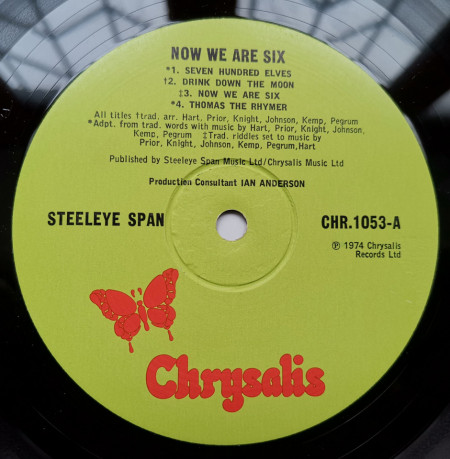 NOW WE ARE SIX
*1. SEVEN HUNDRED ELVES
†2. DRINK DOWN THE MOON
‡3. NOW WE ARE SIX
*4. THOMAS THE RHYMER
All titles †trad. arr. Hart, Prior, Knight, Johnson, Kemp, Pegrum
*Adpt. from trad. words with music by Hart, Prior, Knight, Johnson,
Kemp, Pegrum ‡Trad. riddles set to music by
Prior, Knight, Johnson, Kemp, Pegrum,Hart
Published by Steeleye Span Music Ltd/Chrysalis Music Ltd
Production Consultant IAN ANDERSON
STEELEYE SPAN
CHR.1053-A
℗ 1974 Chrysalis
Records Ltd
Chrysalis